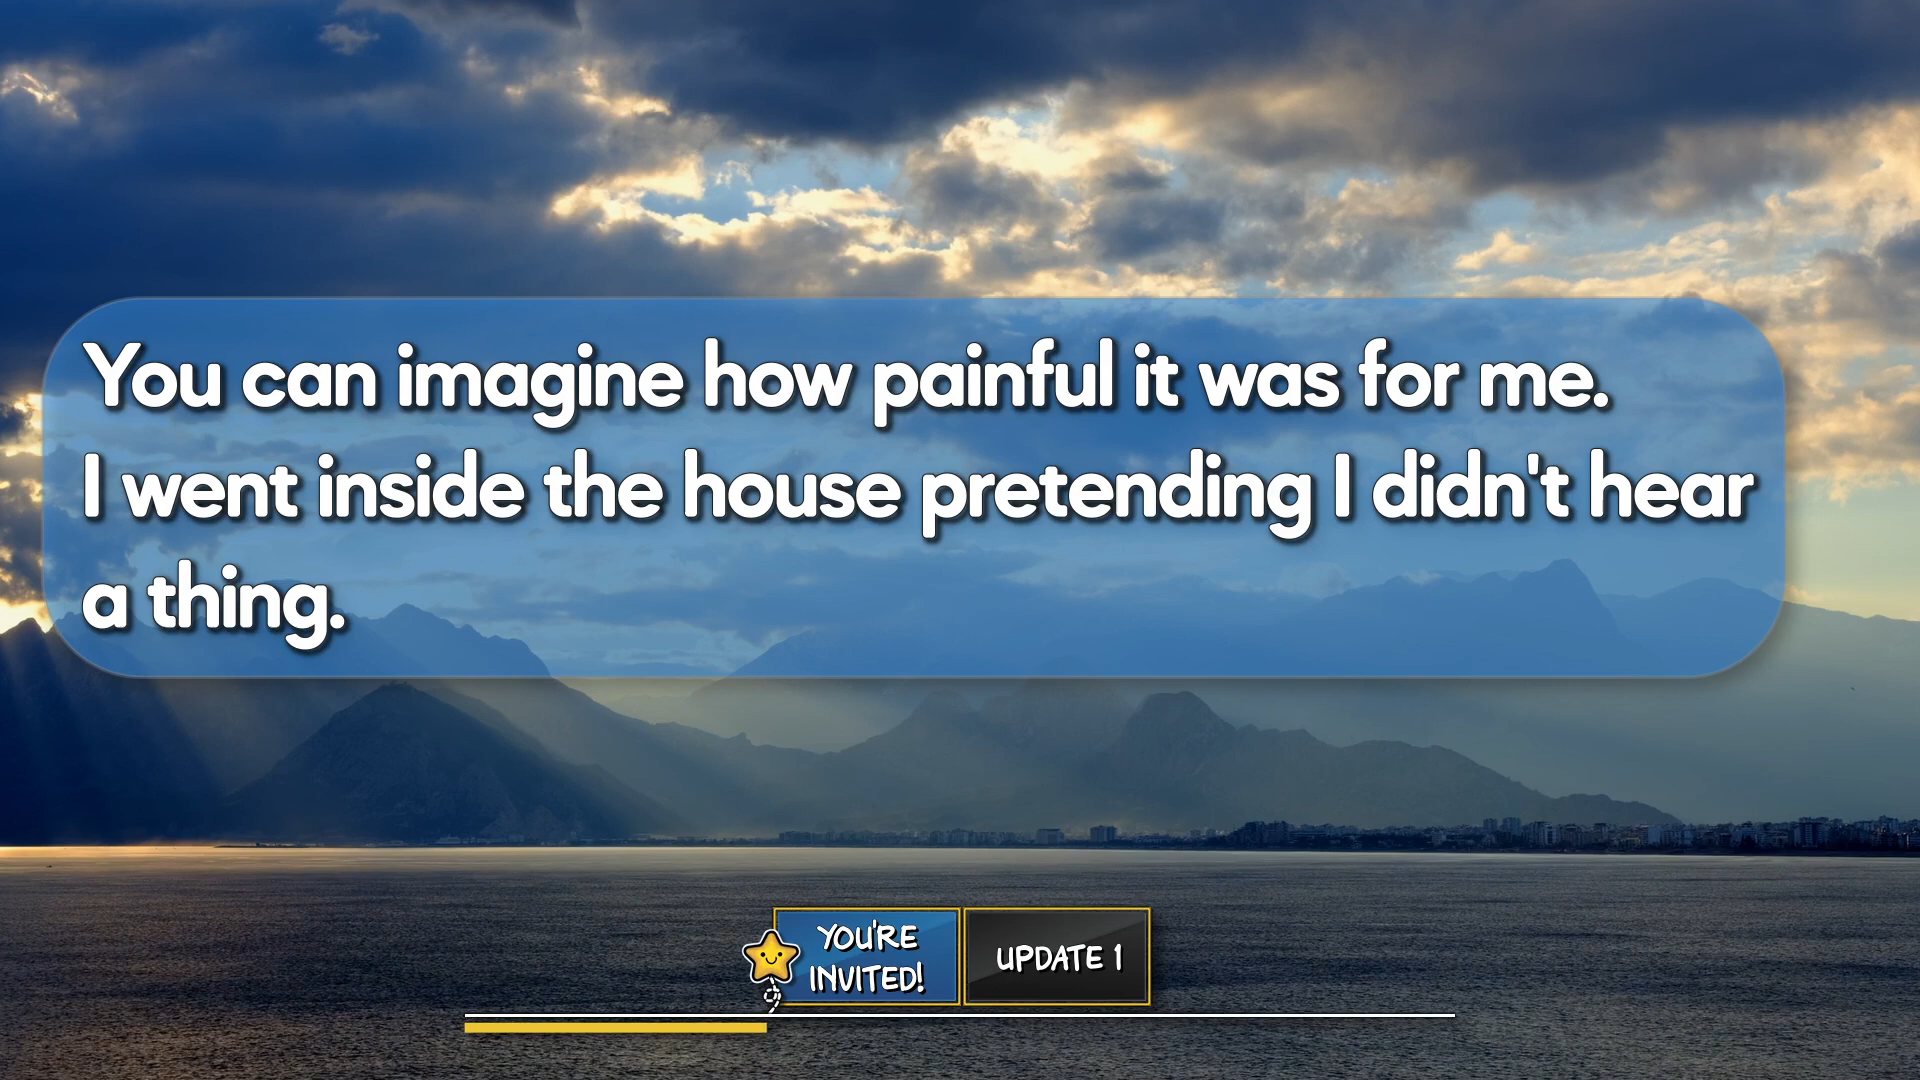 You can imagine how painful it was for me.
I went inside the house pretending I didn't hear
a thing.
YOU'RE
INVITED!
UPDATE 1